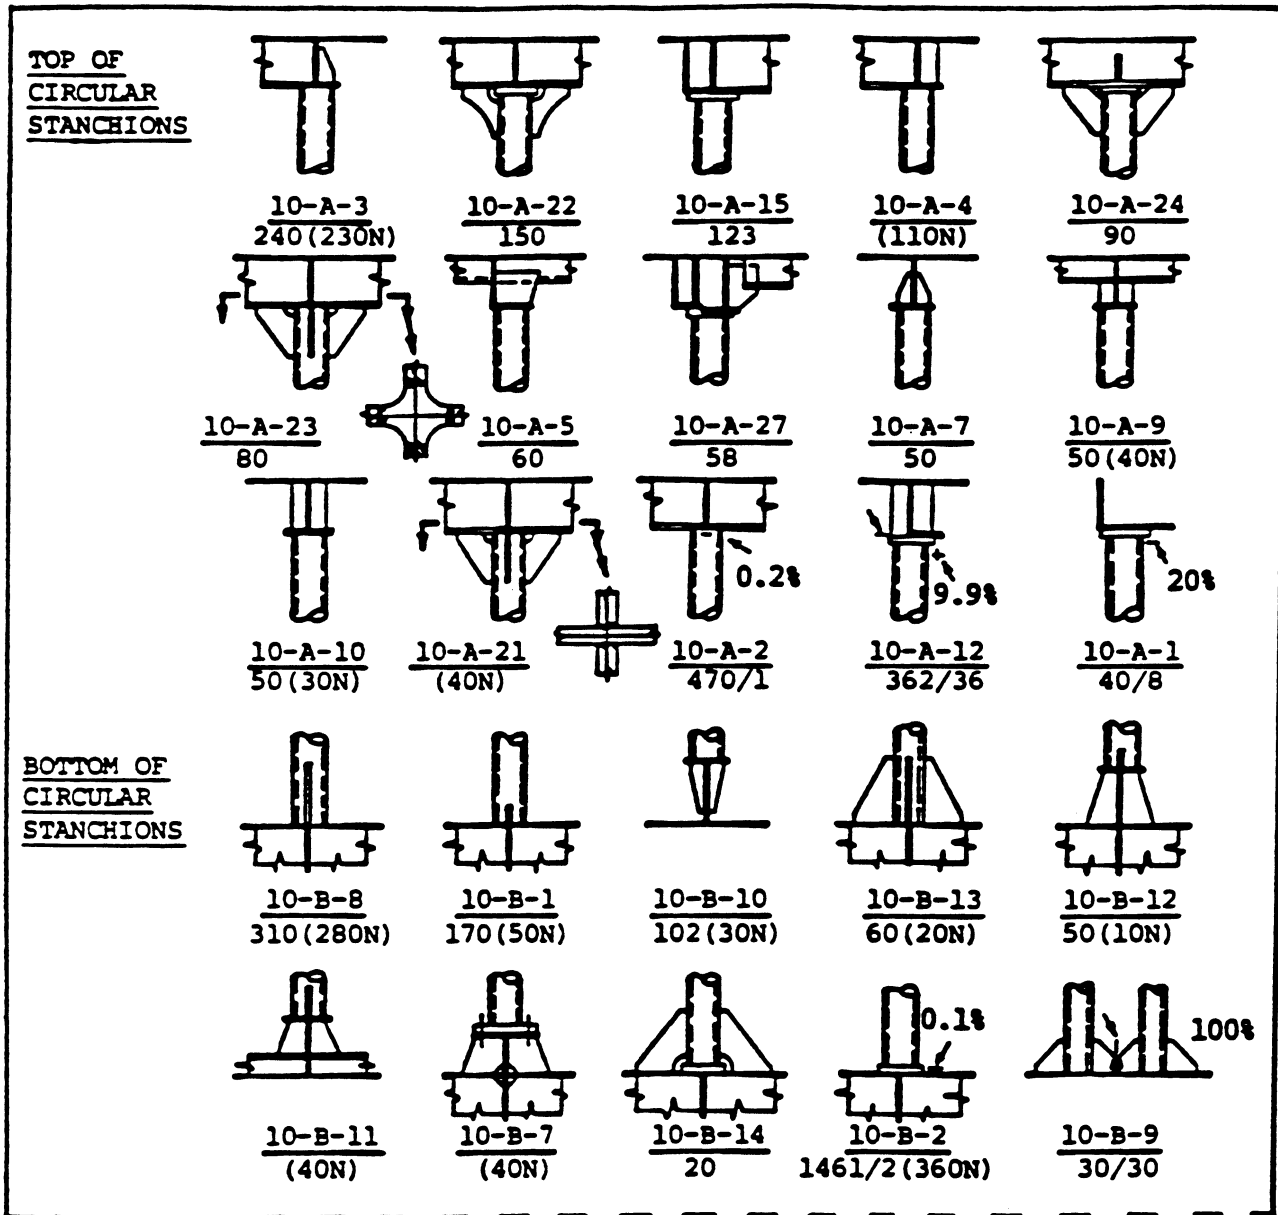 TOP OF
CIRCULAR
STANCHIONS
10-A-3
240(230N)
10-A-22
150
10-A-15
123
10-A-4
(110N)
10-A-24
90
10-A-23
80
10-A-5
60
10-A-27
58
10-A-7
50
10-A-9
50(40N)
0.2%
9.9%
20%
10-A-10
50(30N)
10-A-21
(40N)
10-A-2
470/1
10-A-12
362/36
10-A-1
40/8
BOTTOM OF
CIRCULAR
STANCHIONS
10-B-8
310(280N)
10-B-1
170(50N)
10-B-10
102(30N)
10-B-13
60(20N)
10-B-12
50(10N)
0.1%
100%
10-B-11
(40N)
10-B-7
(40N)
10-B-14
20
10-B-2
1461/2(360N)
10-B-9
30/30